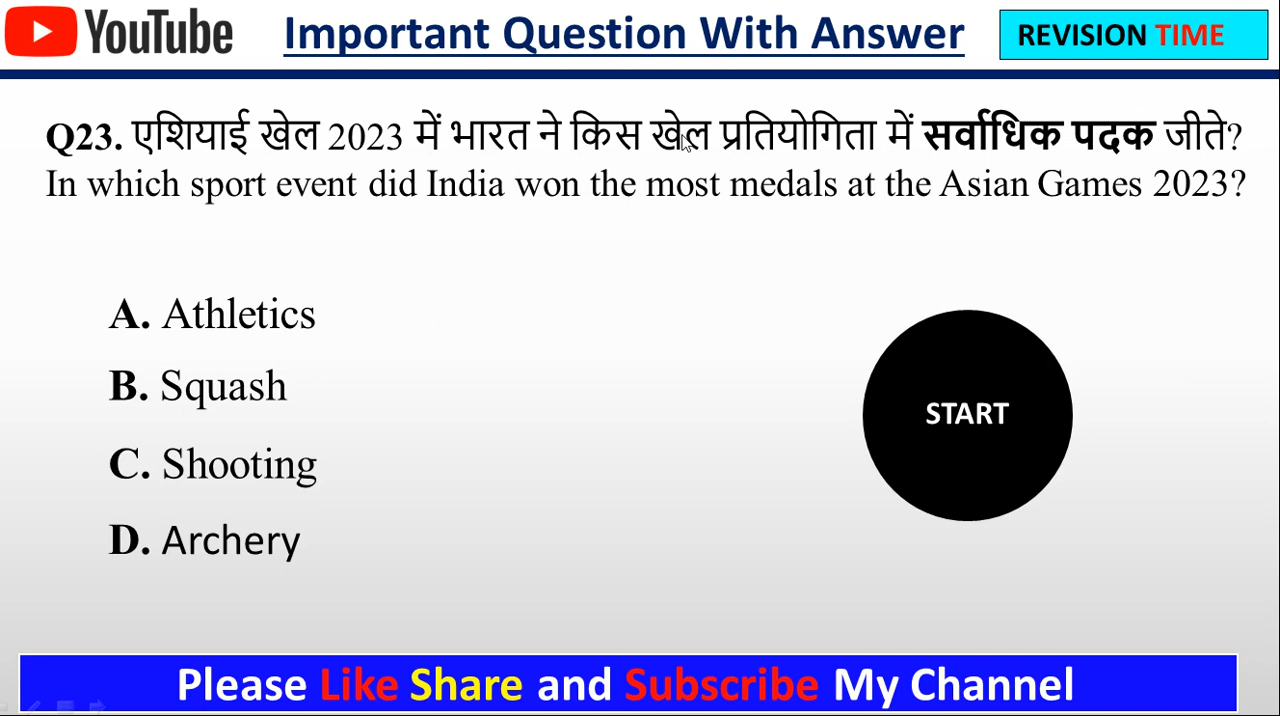 YouTube Important Question With Answer REVISION TIME
Q23. एशियाई खेल 2023 में भारत ने किस खेल प्रतियोगिता में सर्वाधिक पदक जीते?
In which sport event did India won the most medals at the Asian Games 2023?
A. Athletics
B. Squash
START
C. Shooting
D. Archery
Please Like Share and Subscribe My Channel